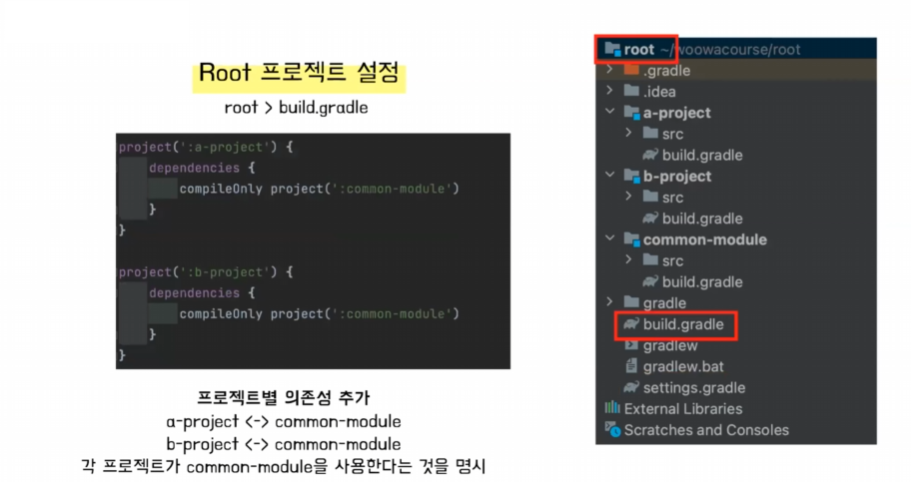 Root 프로젝트 설정
root > build.gradle
project(':a-project') {
dependencies {
compileOnly project(':common-module')
}
}
project(':b-project') {
dependencies {
compileOnly project(':common-module')
}
}
프로젝트별 의존성 추가
a-project <-> common-module
b-project <-> common-module
각 프로젝트가 common-module을 사용한다는 것을 명시
root ~/woowacourse/root
.gradle
.idea
a-project
src
build.gradle
b-project
src
build.gradle
common-module
src
build.gradle
gradle
build.gradle
gradlew
gradlew.bat
settings.gradle
External Libraries
Scratches and Consoles